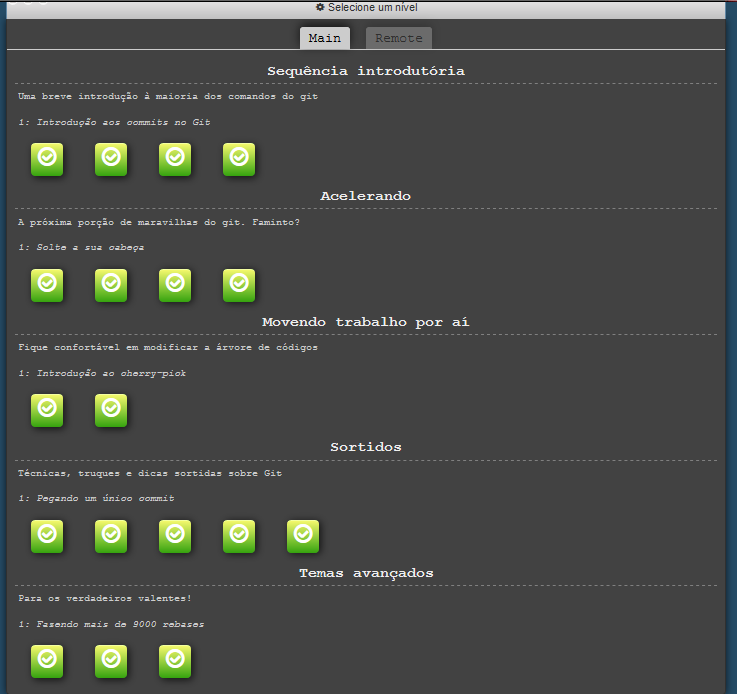 Selecione um nível
Main Remote
Sequência introdutória
Uma breve introdução à maioria dos comandos do git
1: Introdução aos commits no Git
Acelerando
A próxima porção de maravilhas do git. Faminto?
1: Solte a sua cabeça
Movendo trabalho por aí
Fique confortável em modificar a árvore de códigos
1: Introdução ao cherry-pick
Sortidos
Técnicas, truques e dicas sortidas sobre Git
1: Pegando um único commit
Temas avançados
Para os verdadeiros valentes!
1: Fasendo mais de 9000 rebases